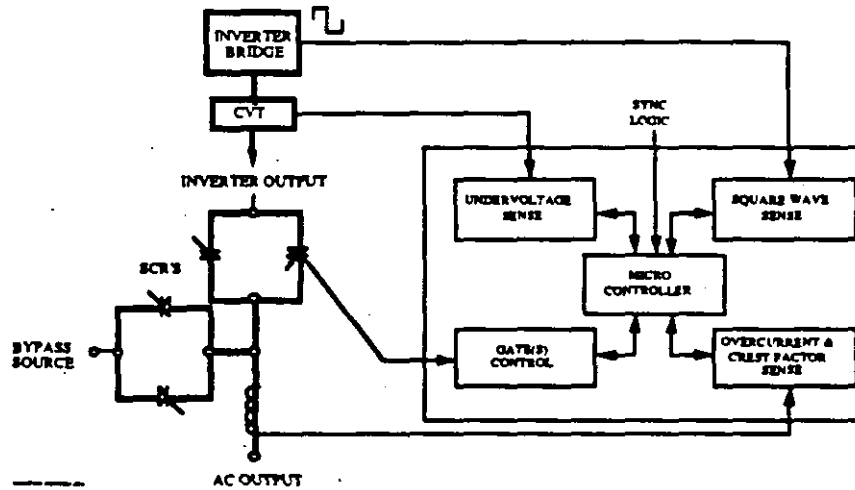 INVERTER
BRIDGE
CVT
SYNC
LOGIC
INVERTER OUTPUT
UNDERVOLTAGE
SENSE
SQUARE WAVE
SENSE
SCR'S
MICRO
CONTROLLER
BYPASS
SOURCE
GATE(S)
CONTROL
OVERCURRENT &
CREST FACTOR
SENSE
AC OUTPUT